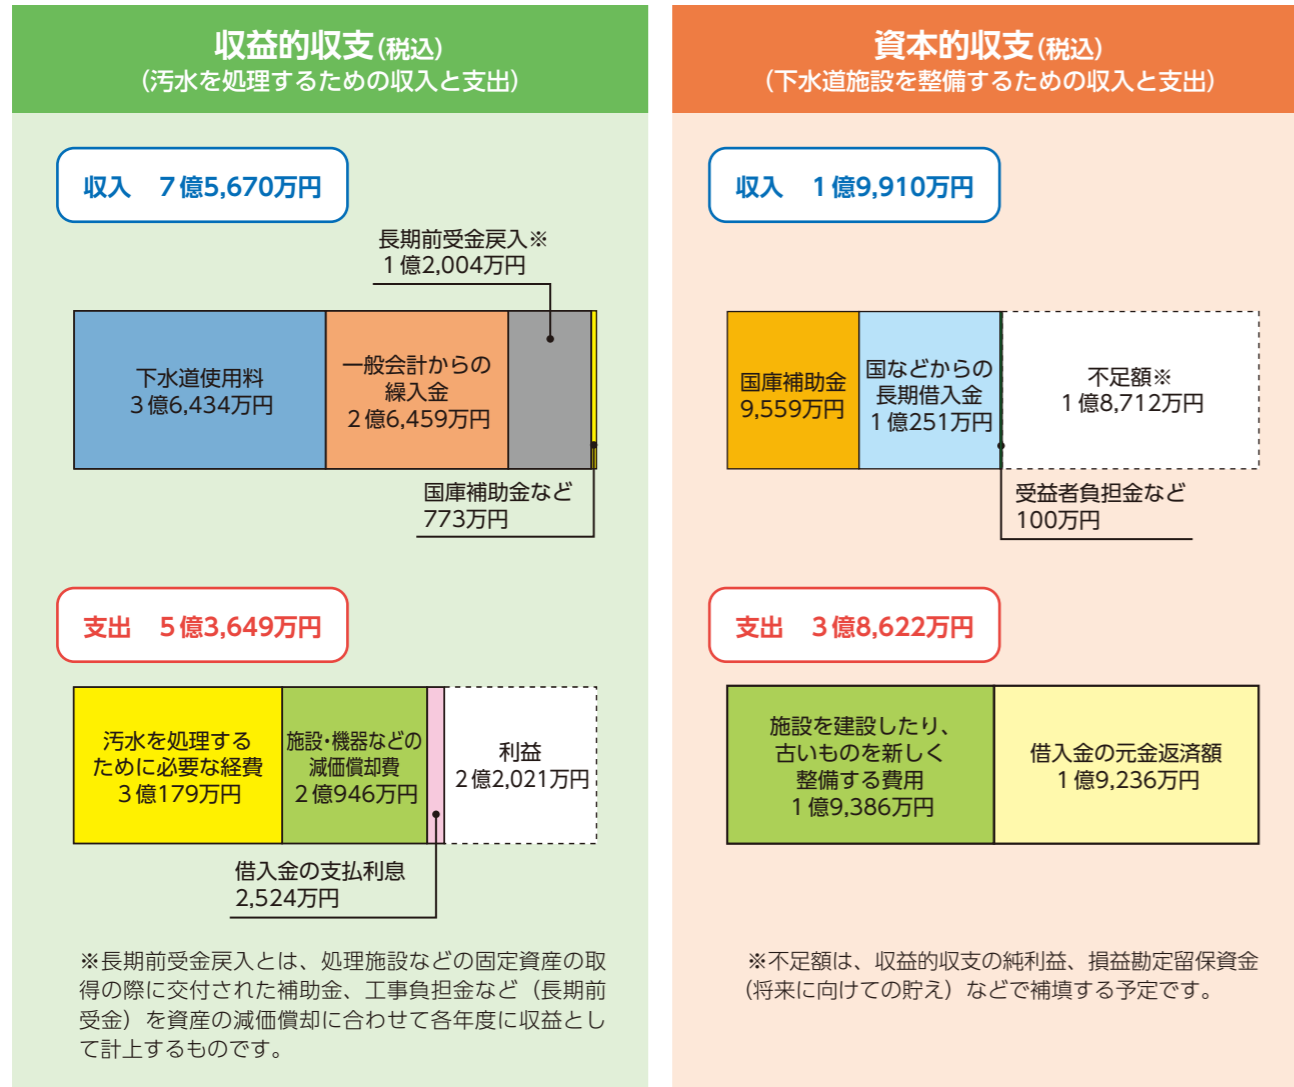 収益的収支(税込)
(汚水を処理するための収入と支出)
収入 7億5,670万円
長期前受金戻入※
1億2,004万円
下水道使用料
3億6,434万円
一般会計からの
繰入金
2億6,459万円
国庫補助金など
773万円
支出 5億3,649万円
汚水を処理する
ために必要な経費
3億179万円
施設・機器などの
減価償却費
2億946万円
利益
2億2,021万円
借入金の支払利息
2,524万円
※長期前受金戻入とは、処理施設などの固定資産の取
得の際に交付された補助金、工事負担金など(長期前
受金)を資産の減価償却に合わせて各年度に収益とし
て計上するものです。
資本的収支(税込)
(下水道施設を整備するための収入と支出)
収入 1億9,910万円
国庫補助金
9,559万円
国などからの
長期借入金
1億251万円
不足額※
1億8,712万円
受益者負担金など
100万円
支出 3億8,622万円
施設を建設したり、
古いものを新しく
整備する費用
1億9,386万円
借入金の元金返済額
1億9,236万円
※不足額は、収益的収支の純利益、損益勘定留保資金
(将来に向けての貯え)などで補填する予定です。